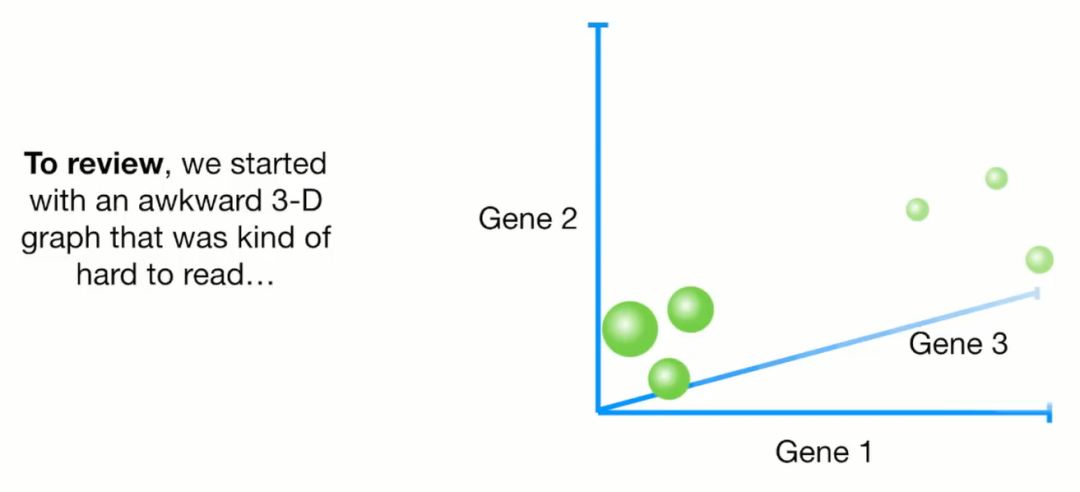 To review, we started
with an awkward 3-D
graph that was kind of
hard to read…
Gene 2
Gene 3
Gene 1